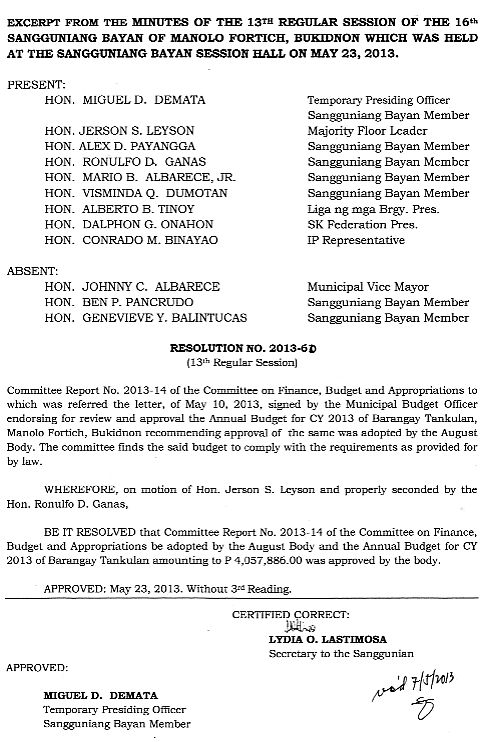 EXCERPT FROM THE MINUTES OF THE 13TH REGULAR SESSION OF THE 16th
SANGGUNIANG BAYAN OF MANOLO FORTICH, BUKIDNON WHICH WAS HELD
AT THE SANGGUNIANG BAYAN SESSION HALL ON MAY 23, 2013.
PRESENT:
HON. MIGUEL D. DEMATA Temporary Presiding Officer
Sangguniang Bayan Member
HON. JERSON S. LEYSON Majority Floor Leader
HON. ALEX D. PAYANGGA Sangguniang Bayan Member
HON. RONULFO D. GANAS Sangguniang Bayan Member
HON. MARIO B. ALBARECE, JR. Sangguniang Bayan Member
HON. VISMINDA Q. DUMOTAN Sangguniang Bayan Member
HON. ALBERTO B. TINOY Liga ng mga Brgy. Pres.
HON. DALPHON G. ONAHON SK Federation Pres.
HON. CONRADO M. BINAYAO IP Representative
ABSENT:
HON. JOHNNY C. ALBARECE Municipal Vice Mayor
HON. BEN P. PANCRUDO Sangguniang Bayan Member
HON. GENEVIEVE Y. BALINTUCAS Sangguniang Bayan Member
RESOLUTION NO.
(13th Regular Session)
Committee Report No. 2013-14 of the Committee on Finance, Budget and Appropriations to
which was referred the letter, of May 10, 2013, signed by the Municipal Budget Officer
endorsing for review and approval the Annual Budget for CY 2013 of Barangay Tankulan,
Manolo Fortich, Bukidnon recommending approval of the same was adopted by the August
Body. The committee finds the said budget to comply with the requirements as provided for
by law.
WHEREFORE, on motion of Hon. Jerson S. Leyson and properly seconded by the
Hon. Ronulfo D. Ganas,
BE IT RESOLVED that Committee Report No. 2013-14 of the Committee on Finance,
Budget and Appropriations be adopted by the August Body and the Annual Budget for CY
2013 of Barangay Tankulan amounting to P 4,057,886.00 was approved by the body.
APPROVED: May 23, 2013. Without 3rd Reading.
CERTIFIED CORRECT:
LYDIA O. LASTIMOSA
Secretary to the Sanggunian
APPROVED:
MIGUEL D. DEMATA
Temporary Presiding Officer
Sangguniang Bayan Member
7/5/2013